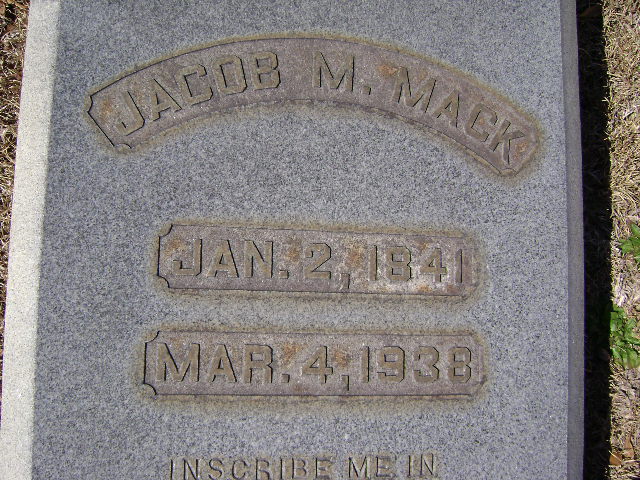 JACOB M. MACK
JAN. 2, 1841
MAR. 4, 1938
INSCRIBE ME IN